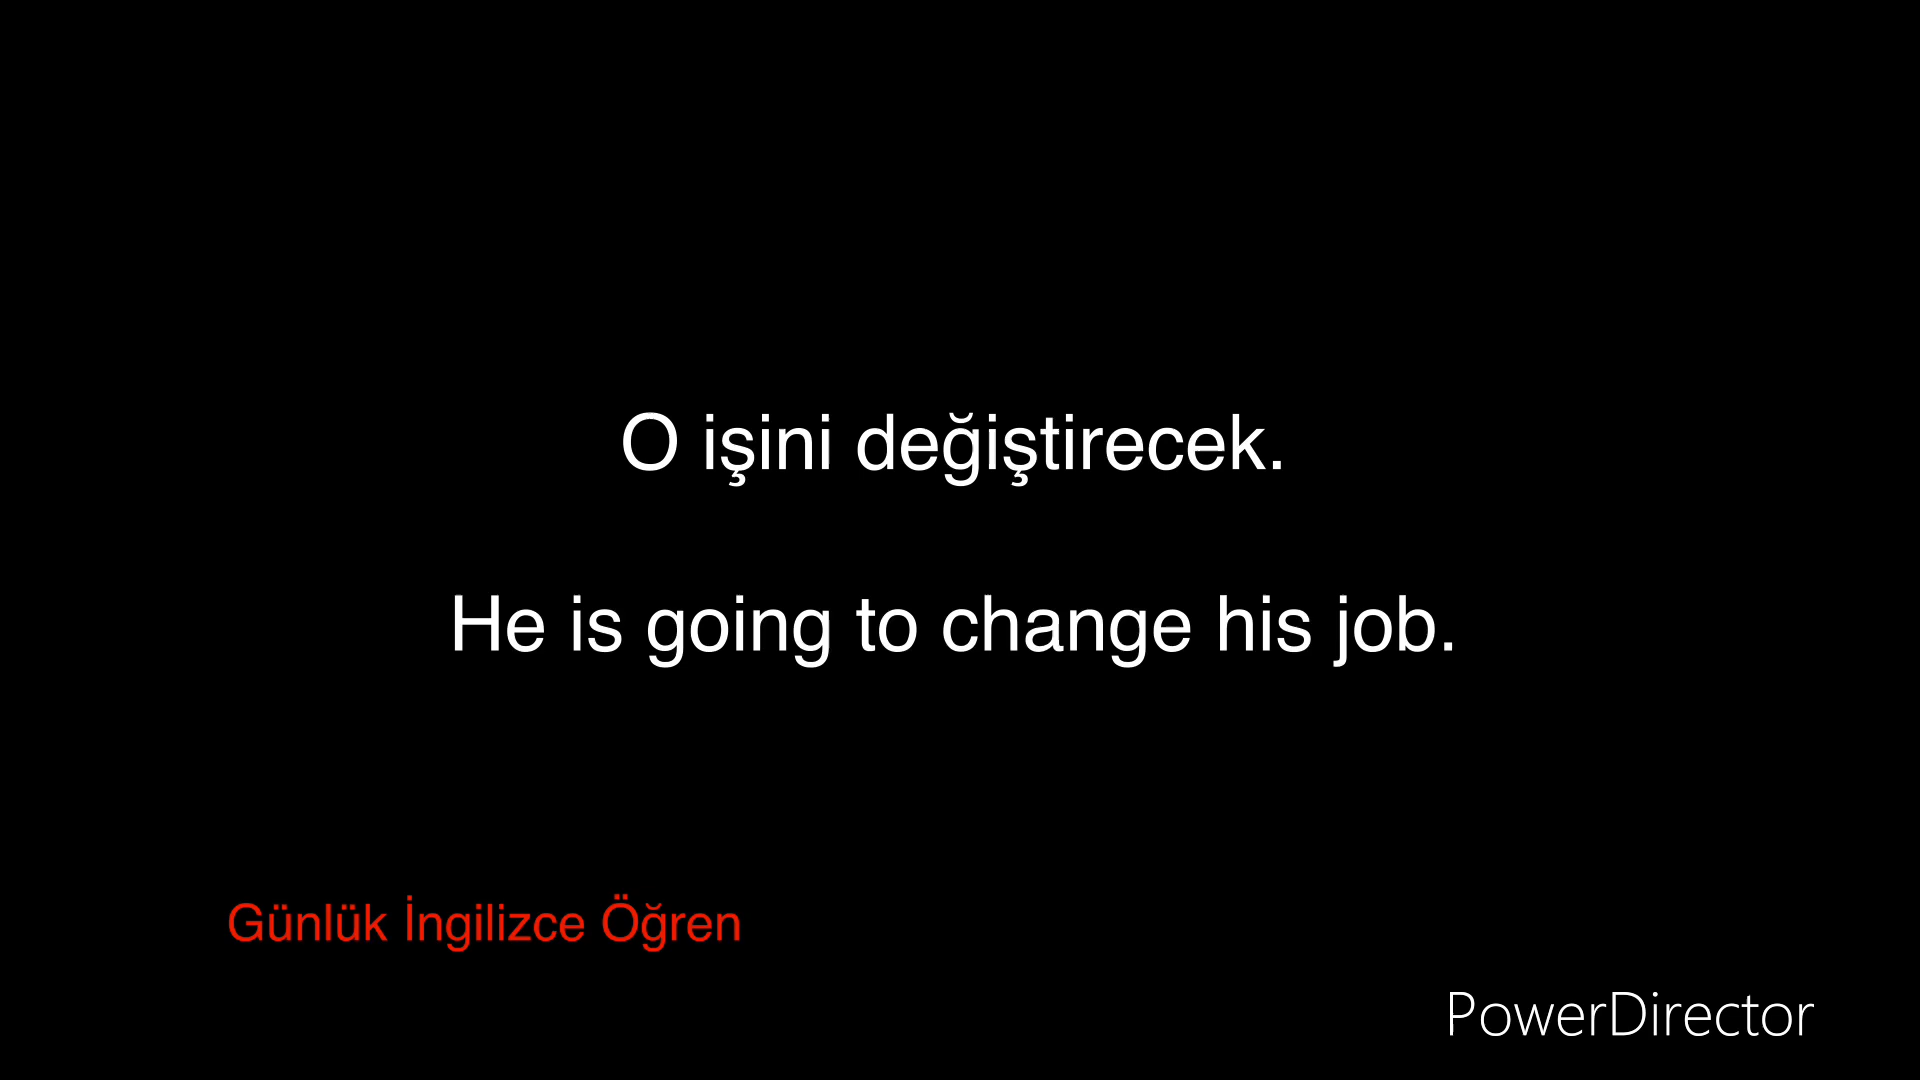 O işini değiştirecek.
He is going to change his job.
Günlük İngilizce Öğren
PowerDirector